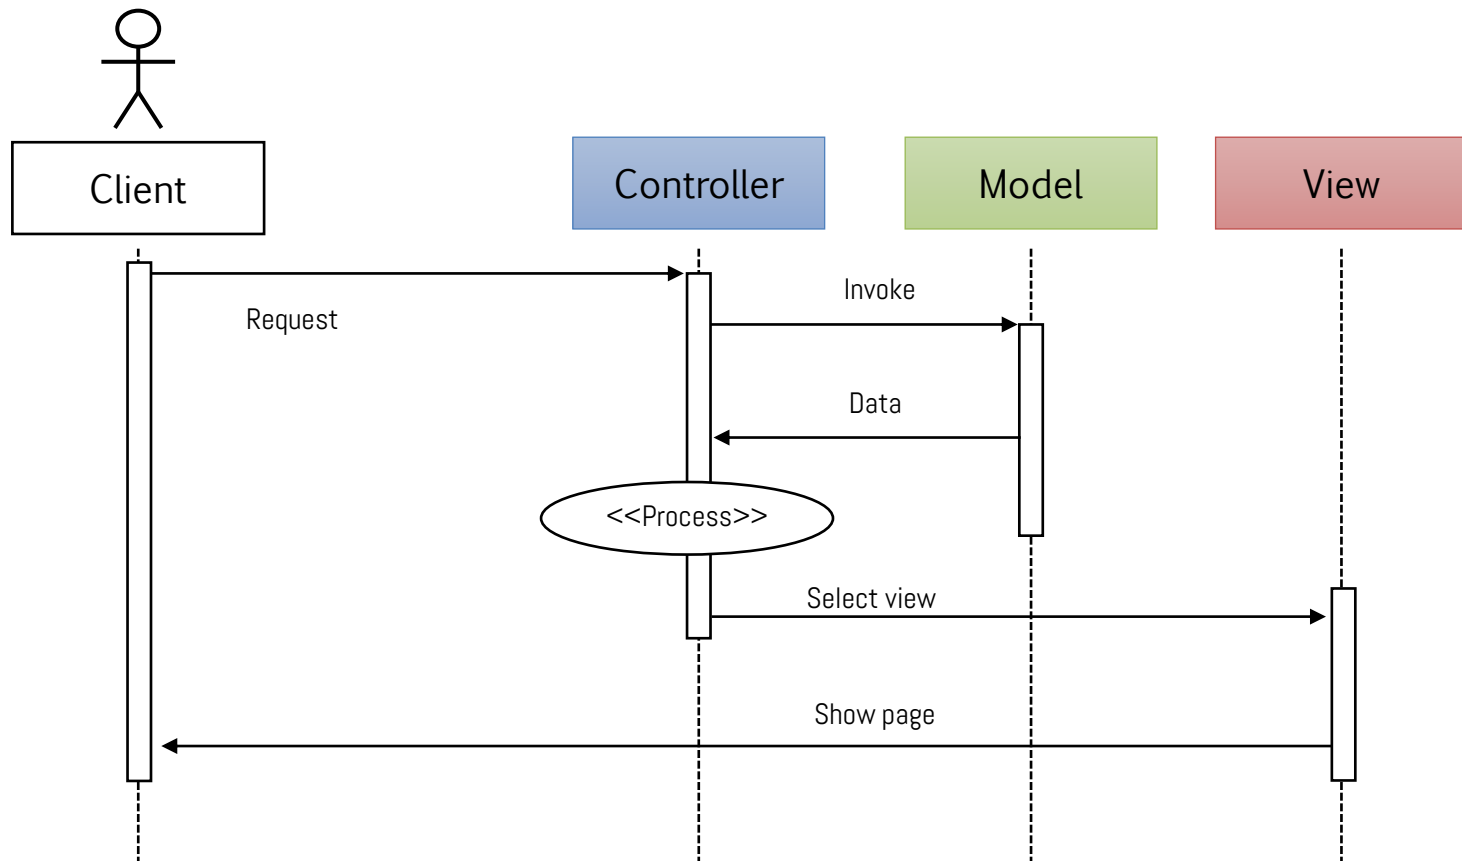 Client
Controller
Model
View
Request
Invoke
Data
<<Process>>
Select view
Show page